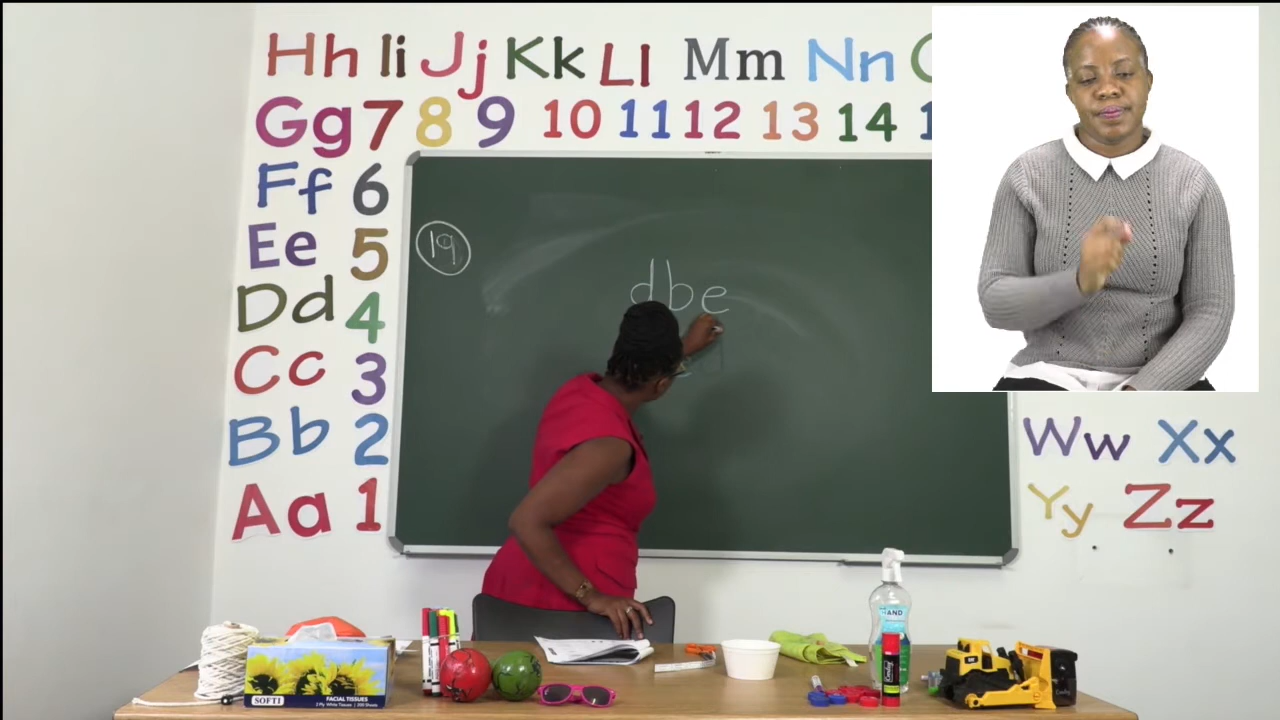 Hh Ii Jj Kk Ll Mm Nn
Gg 7 8 9 10 11 12 13 14
Ff 6
Ee 5
Dd 4
Cc 3
Bb 2
Aa 1
19
d b e
Ww Xx
Yy Zz
SOFTI
FACIAL TISSUES
HAND